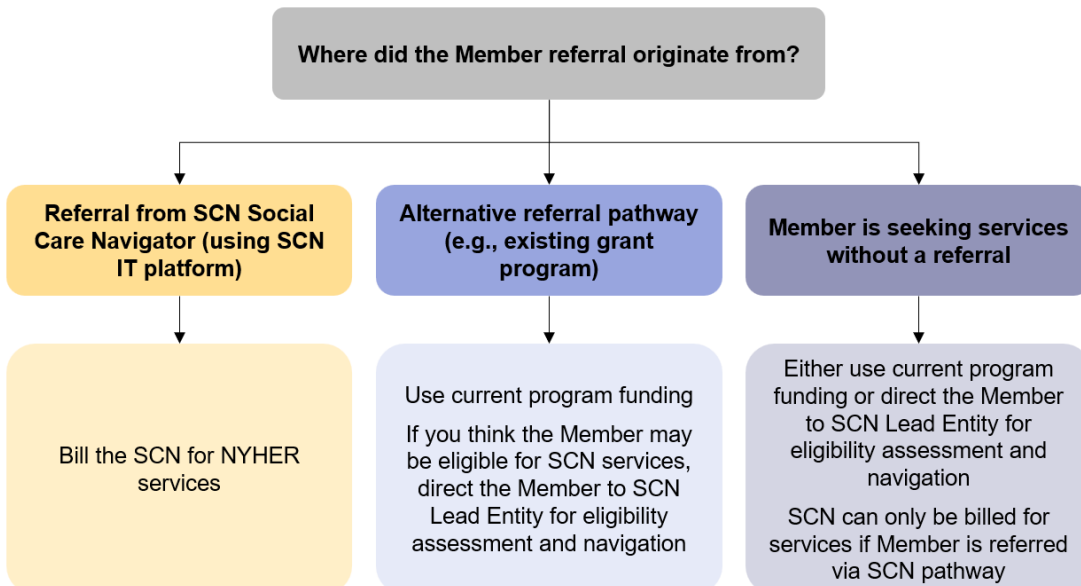 Where did the Member referral originate from?
Referral from SCN Social
Care Navigator (using SCN
IT platform)
Alternative referral pathway
(e.g., existing grant
program)
Member is seeking services
without a referral
Bill the SCN for NYHER
services
Use current program funding
If you think the Member may
be eligible for SCN services,
direct the Member to SCN
Lead Entity for eligibility
assessment and navigation
Either use current program
funding or direct the Member
to SCN Lead Entity for
eligibility assessment and
navigation
SCN can only be billed for
services if Member is referred
via SCN pathway